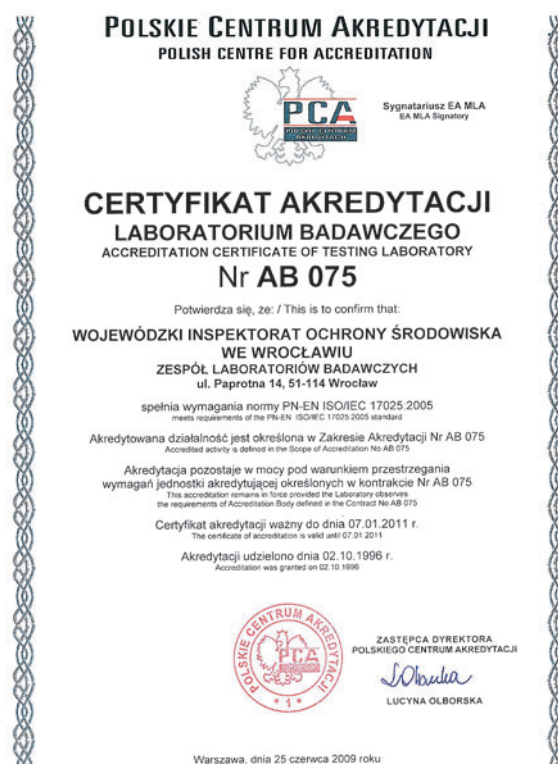 POLSKIE CENTRUM AKREDYTACJI
POLISH CENTRE FOR ACCREDITATION
PCA
POLSKIE CENTRUM
AKREDYTACJI
Sygnatariusz EA MLA
EA MLA Signatory
CERTYFIKAT AKREDYTACJI
LABORATORIUM BADAWCZEGO
ACCREDITATION CERTIFICATE OF TESTING LABORATORY
Nr AB 075
Potwierdza się, że: / This is to confirm that:
WOJEWÓDZKI INSPEKTORAT OCHRONY ŚRODOWISKA
WE WROCŁAWIU
ZESPÓŁ LABORATORIÓW BADAWCZYCH
ul. Paprotna 14, 51-114 Wrocław
spełnia wymagania normy PN-EN ISO/IEC 17025:2005
meets requirements of the PN-EN ISO/IEC 17025:2005 standard
Akredytowana działalność jest określona w Zakresie Akredytacji Nr AB 075
Accredited activity is defined in the Scope of Accreditation No AB 075
Akredytacja pozostaje w mocy pod warunkiem przestrzegania
wymagań jednostki akredytującej określonych w kontrakcie Nr AB 075
This accreditation remains in force provided the Laboratory observes
the requirements of Accreditation Body defined in the Contract No AB 075
Certyfikat akredytacji ważny do dnia 07.01.2011 r.
The certificate of accreditation is valid until 07.01.2011
Akredytacji udzielono dnia 02.10.1996 r.
Accreditation was granted on 02.10.1996
POLSKIE CENTRUM AKREDYTACJI
PCA
* 1 *
ZASTĘPCA DYREKTORA
POLSKIEGO CENTRUM AKREDYTACJI
LUCYNA OLBORSKA
Warszawa, dnia 25 czerwca 2009 roku